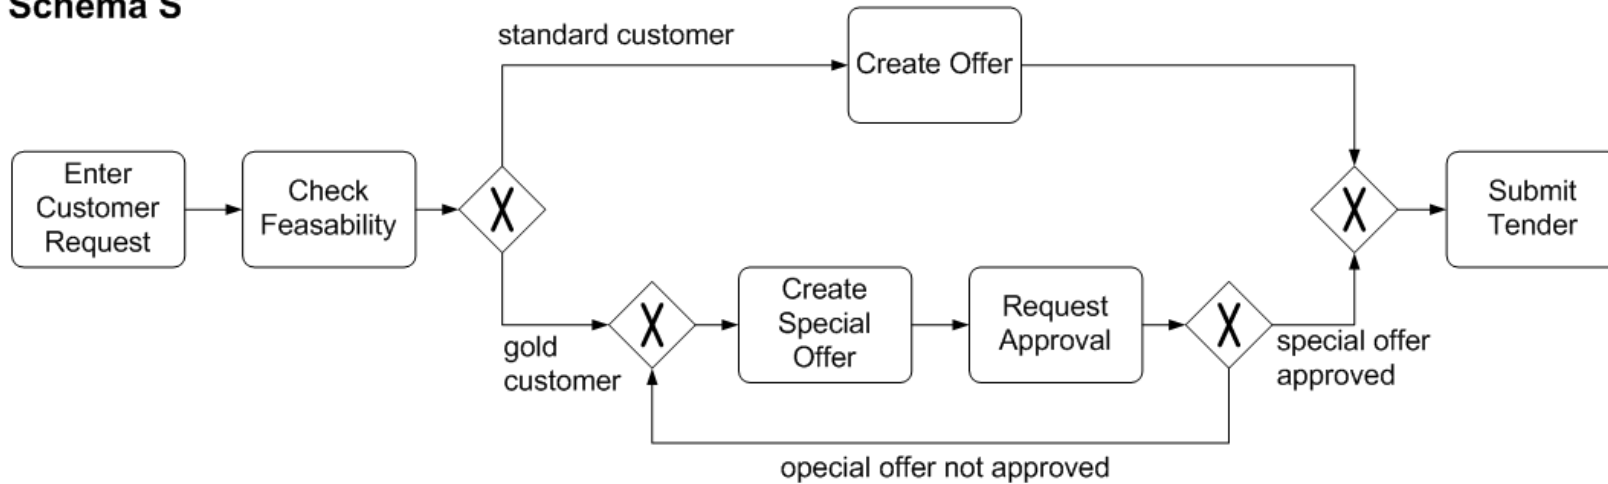 Schema S
standard customer
Create Offer
Enter
Customer
Request
Check
Feasability
X
X
Submit
Tender
gold
customer
X
Create
Special
Offer
Request
Approval
X
special offer
approved
opecial offer not approved